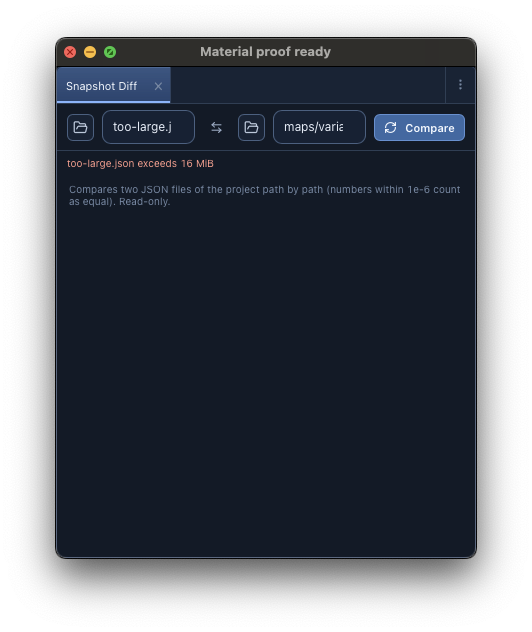 Material proof ready
Snapshot Diff
too-large.j
maps/varia
Compare
too-large.json exceeds 16 MiB
Compares two JSON files of the project path by path (numbers within 1e-6 count
as equal). Read-only.